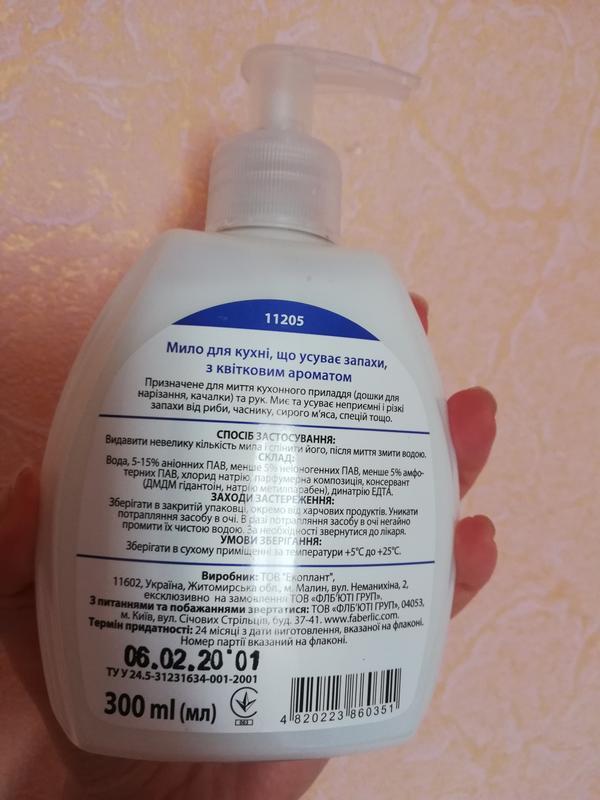 11205
Мило для кухні, що усуває запахи,
з квітковим ароматом
Призначене для миття кухонного приладдя (дошки для
нарізання, качалки) та рук. Миє та усуває неприємні і різкі
запахи від риби, часнику, сирого м'яса, спецій тощо.
СПОСІБ ЗАСТОСУВАННЯ:
Видавити невелику кількість мила і спінити його, після миття змити водою.
СКЛАД:
Вода, 5-15% аніонних ПАВ, менше 5% неіоногенних ПАВ, менше 5% амфо-
терних ПАВ, хлорид натрію, парфумерна композиція, консервант
(ДМДМ гідантоїн, натрію метилпарабен), динатрію ЕДТА.
ЗАХОДИ ЗАСТЕРЕЖЕННЯ:
Зберігати в закритій упаковці, окремо від харчових продуктів. Уникати
потрапляння засобу в очі. В разі потрапляння засобу в очі негайно
промити їх чистою водою. За необхідності звернутися до лікаря.
УМОВИ ЗБЕРІГАННЯ:
Зберігати в сухому приміщенні за температури +5°С до +25°С.
Виробник: ТОВ "Екоплант",
11602, Україна, Житомирська обл., м. Малин, вул. Неманихіна, 2,
ексклюзивно на замовлення ТОВ «ФЛБ'ЮТІ ГРУП».
З питаннями та побажаннями звертатися: ТОВ «ФЛБ'ЮТІ ГРУП», 04053,
м. Київ, вул. Січових Стрільців, буд. 37-41. www.faberlic.com.
Термін придатності: 24 місяці з дати виготовлення, вказаної на флаконі.
Номер партії вказаний на флаконі.
06.02.20 01
ТУ У 24.5-31231634-001-2001
300 ml (мл)
063
4 820223 860351